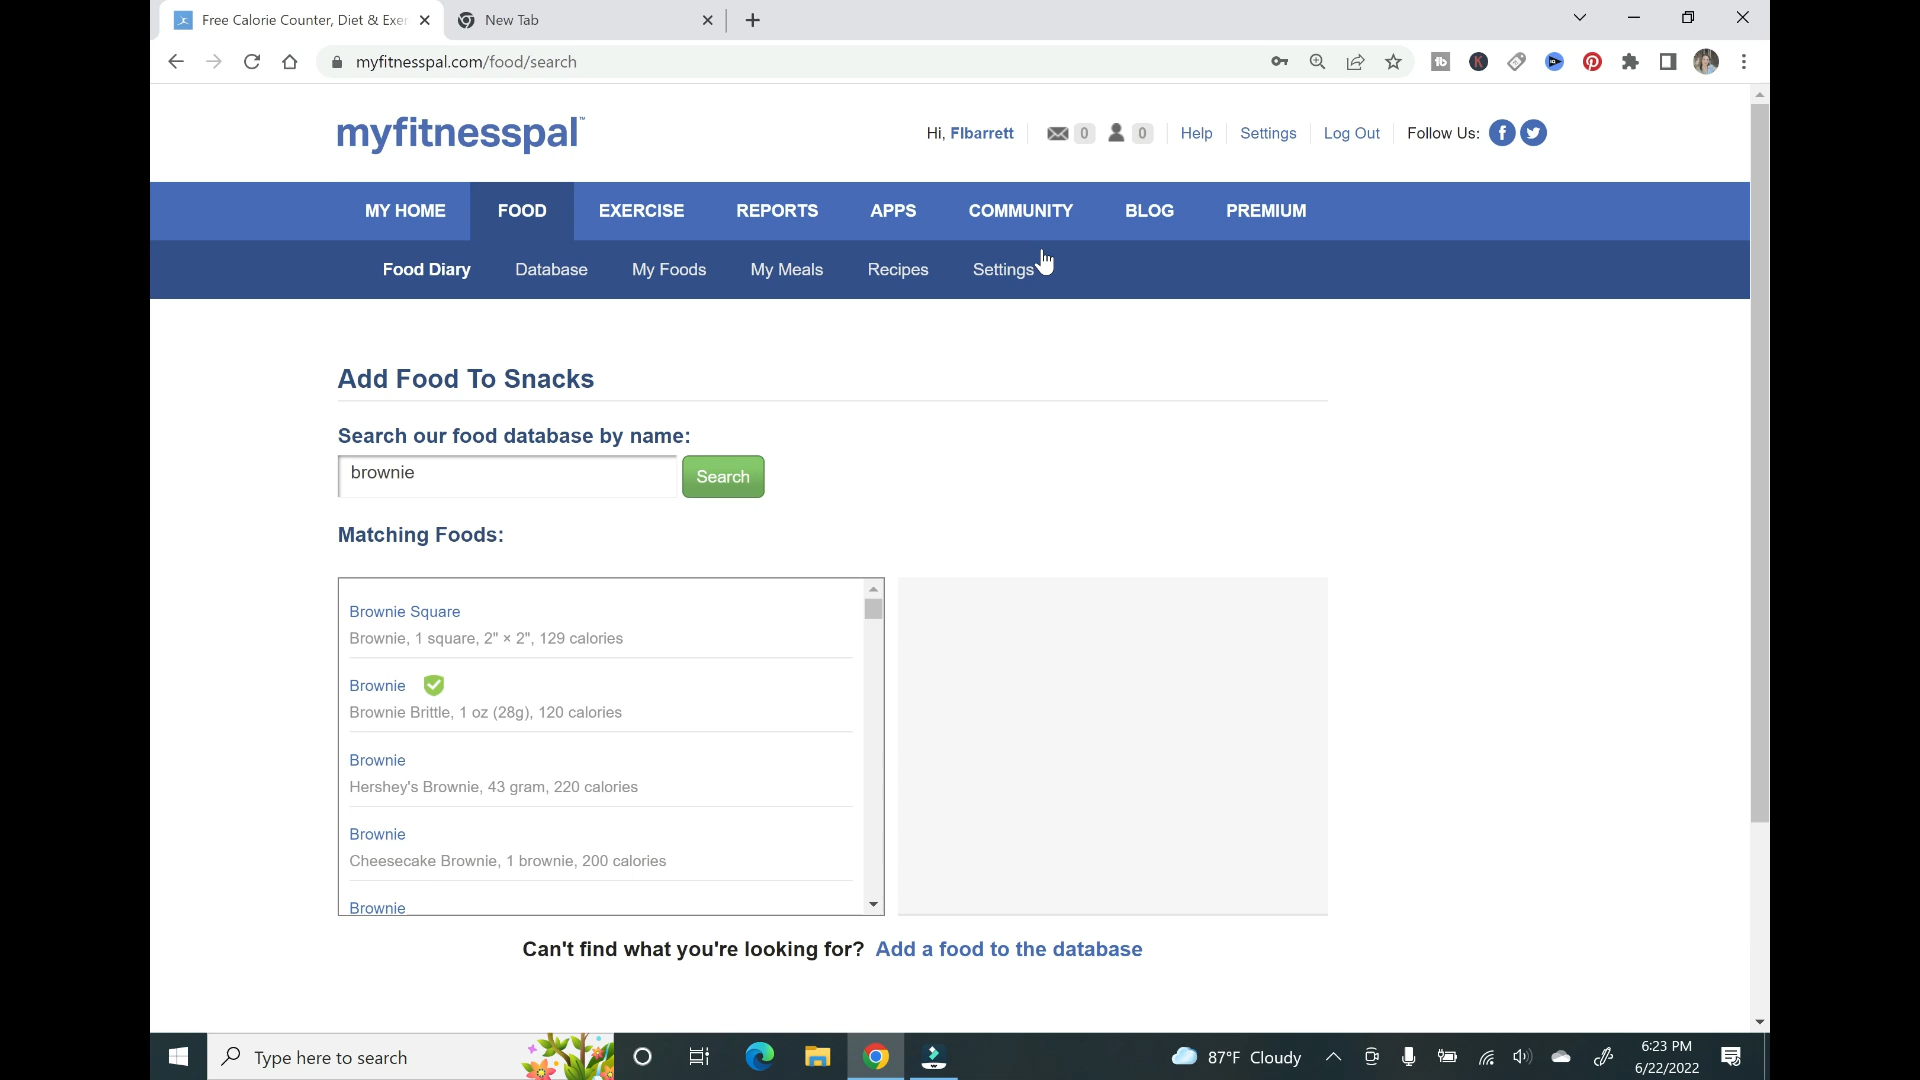 Free Calorie Counter, Diet & Exer
New Tab
myfitnesspal.com/food/search
myfitnesspal™
Hi, Flbarrett 0 0 Help Settings Log Out Follow Us:
MY HOME FOOD EXERCISE REPORTS APPS COMMUNITY BLOG PREMIUM
Food Diary Database My Foods My Meals Recipes Settings
Add Food To Snacks
Search our food database by name:
brownie Search
Matching Foods:
Brownie Square
Brownie, 1 square, 2" × 2", 129 calories
Brownie
Brownie Brittle, 1 oz (28g), 120 calories
Brownie
Hershey's Brownie, 43 gram, 220 calories
Brownie
Cheesecake Brownie, 1 brownie, 200 calories
Brownie
Can't find what you're looking for? Add a food to the database
Type here to search
87°F Cloudy
6:23 PM
6/22/2022